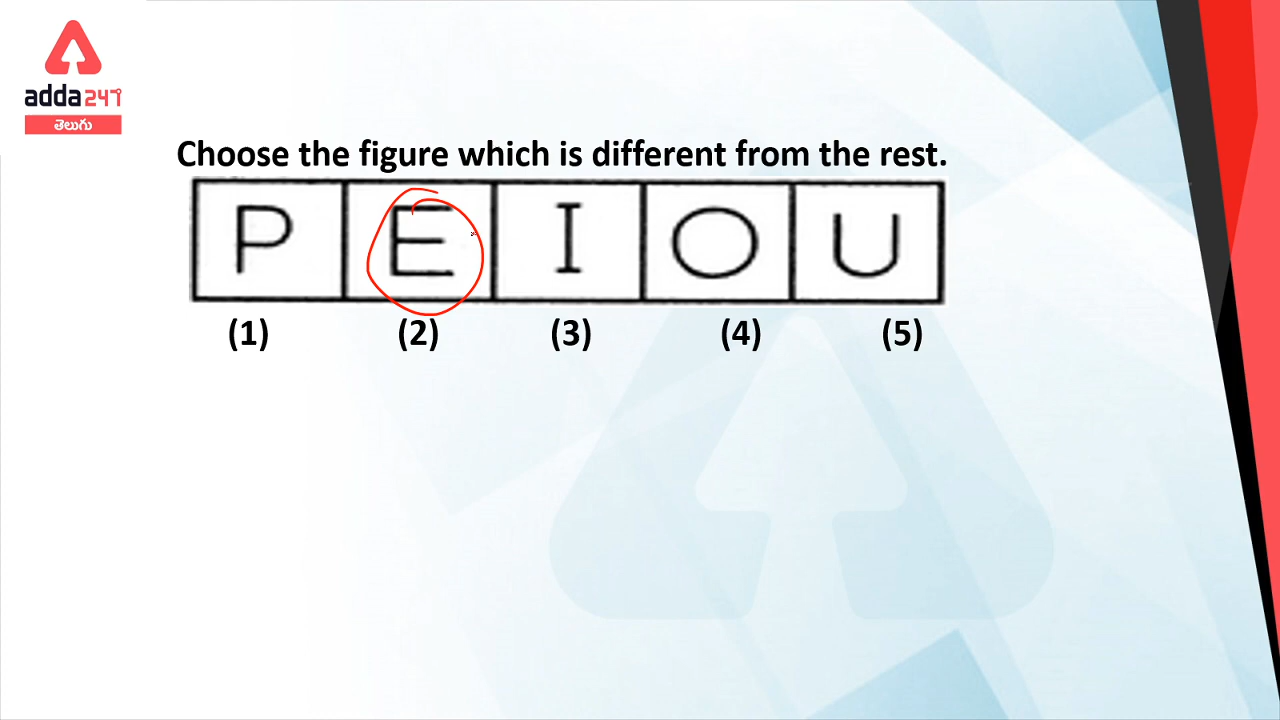 adda247
తెలుగు
Choose the figure which is different from the rest.
P E I O U
(1) (2) (3) (4) (5)